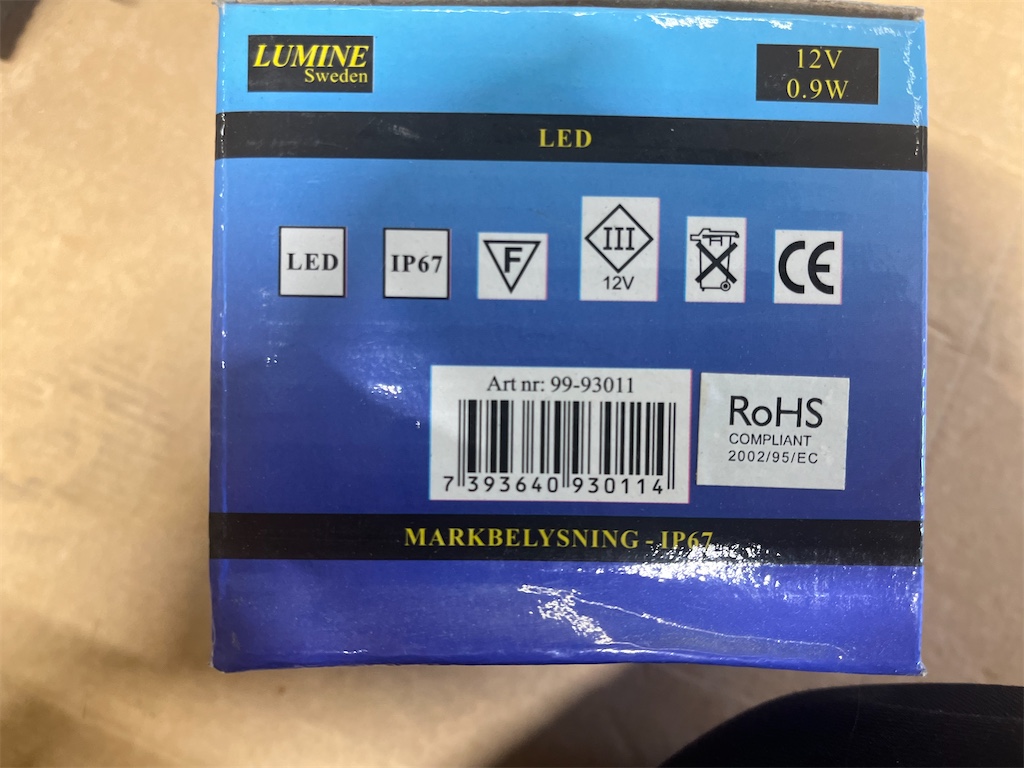 LUMINE
Sweden
12V
0.9W
LED
LED
IP67
F
III
12V
CE
Art nr: 99-93011
7 393640 930114
RoHS
COMPLIANT
2002/95/EC
MARKBELYSNING - IP67